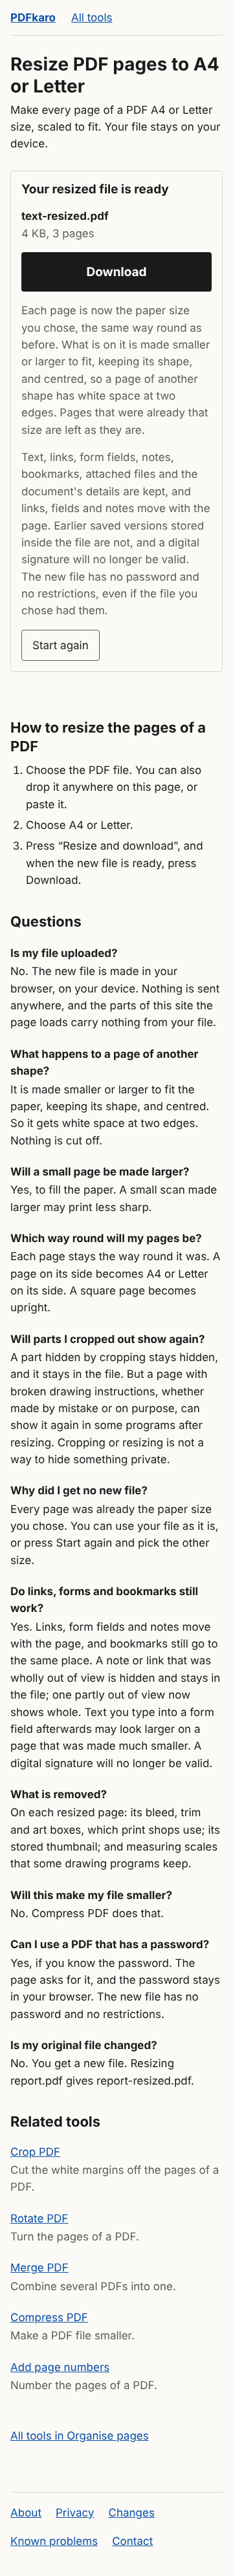 PDFkaro All tools
Resize PDF pages to A4
or Letter
Make every page of a PDF A4 or Letter
size, scaled to fit. Your file stays on your
device.
Your resized file is ready
text-resized.pdf
4 KB, 3 pages
Download
Each page is now the paper size
you chose, the same way round as
before. What is on it is made smaller
or larger to fit, keeping its shape,
and centred, so a page of another
shape has white space at two
edges. Pages that were already that
size are left as they are.
Text, links, form fields, notes,
bookmarks, attached files and the
document's details are kept, and
links, fields and notes move with the
page. Earlier saved versions stored
inside the file are not, and a digital
signature will no longer be valid.
The new file has no password and
no restrictions, even if the file you
chose had them.
Start again
How to resize the pages of a
PDF
1. Choose the PDF file. You can also
drop it anywhere on this page, or
paste it.
2. Choose A4 or Letter.
3. Press “Resize and download”, and
when the new file is ready, press
Download.
Questions
Is my file uploaded?
No. The new file is made in your
browser, on your device. Nothing is sent
anywhere, and the parts of this site the
page loads carry nothing from your file.
What happens to a page of another
shape?
It is made smaller or larger to fit the
paper, keeping its shape, and centred.
So it gets white space at two edges.
Nothing is cut off.
Will a small page be made larger?
Yes, to fill the paper. A small scan made
larger may print less sharp.
Which way round will my pages be?
Each page stays the way round it was. A
page on its side becomes A4 or Letter
on its side. A square page becomes
upright.
Will parts I cropped out show again?
A part hidden by cropping stays hidden,
and it stays in the file. But a page with
broken drawing instructions, whether
made by mistake or on purpose, can
show it again in some programs after
resizing. Cropping or resizing is not a
way to hide something private.
Why did I get no new file?
Every page was already the paper size
you chose. You can use your file as it is,
or press Start again and pick the other
size.
Do links, forms and bookmarks still
work?
Yes. Links, form fields and notes move
with the page, and bookmarks still go to
the same place. A note or link that was
wholly out of view is hidden and stays in
the file; one partly out of view now
shows whole. Text you type into a form
field afterwards may look larger on a
page that was made much smaller. A
digital signature will no longer be valid.
What is removed?
On each resized page: its bleed, trim
and art boxes, which print shops use; its
stored thumbnail; and measuring scales
that some drawing programs keep.
Will this make my file smaller?
No. Compress PDF does that.
Can I use a PDF that has a password?
Yes, if you know the password. The
page asks for it, and the password stays
in your browser. The new file has no
password and no restrictions.
Is my original file changed?
No. You get a new file. Resizing
report.pdf gives report-resized.pdf.
Related tools
Crop PDF
Cut the white margins off the pages of a
PDF.
Rotate PDF
Turn the pages of a PDF.
Merge PDF
Combine several PDFs into one.
Compress PDF
Make a PDF file smaller.
Add page numbers
Number the pages of a PDF.
All tools in Organise pages
About Privacy Changes
Known problems Contact